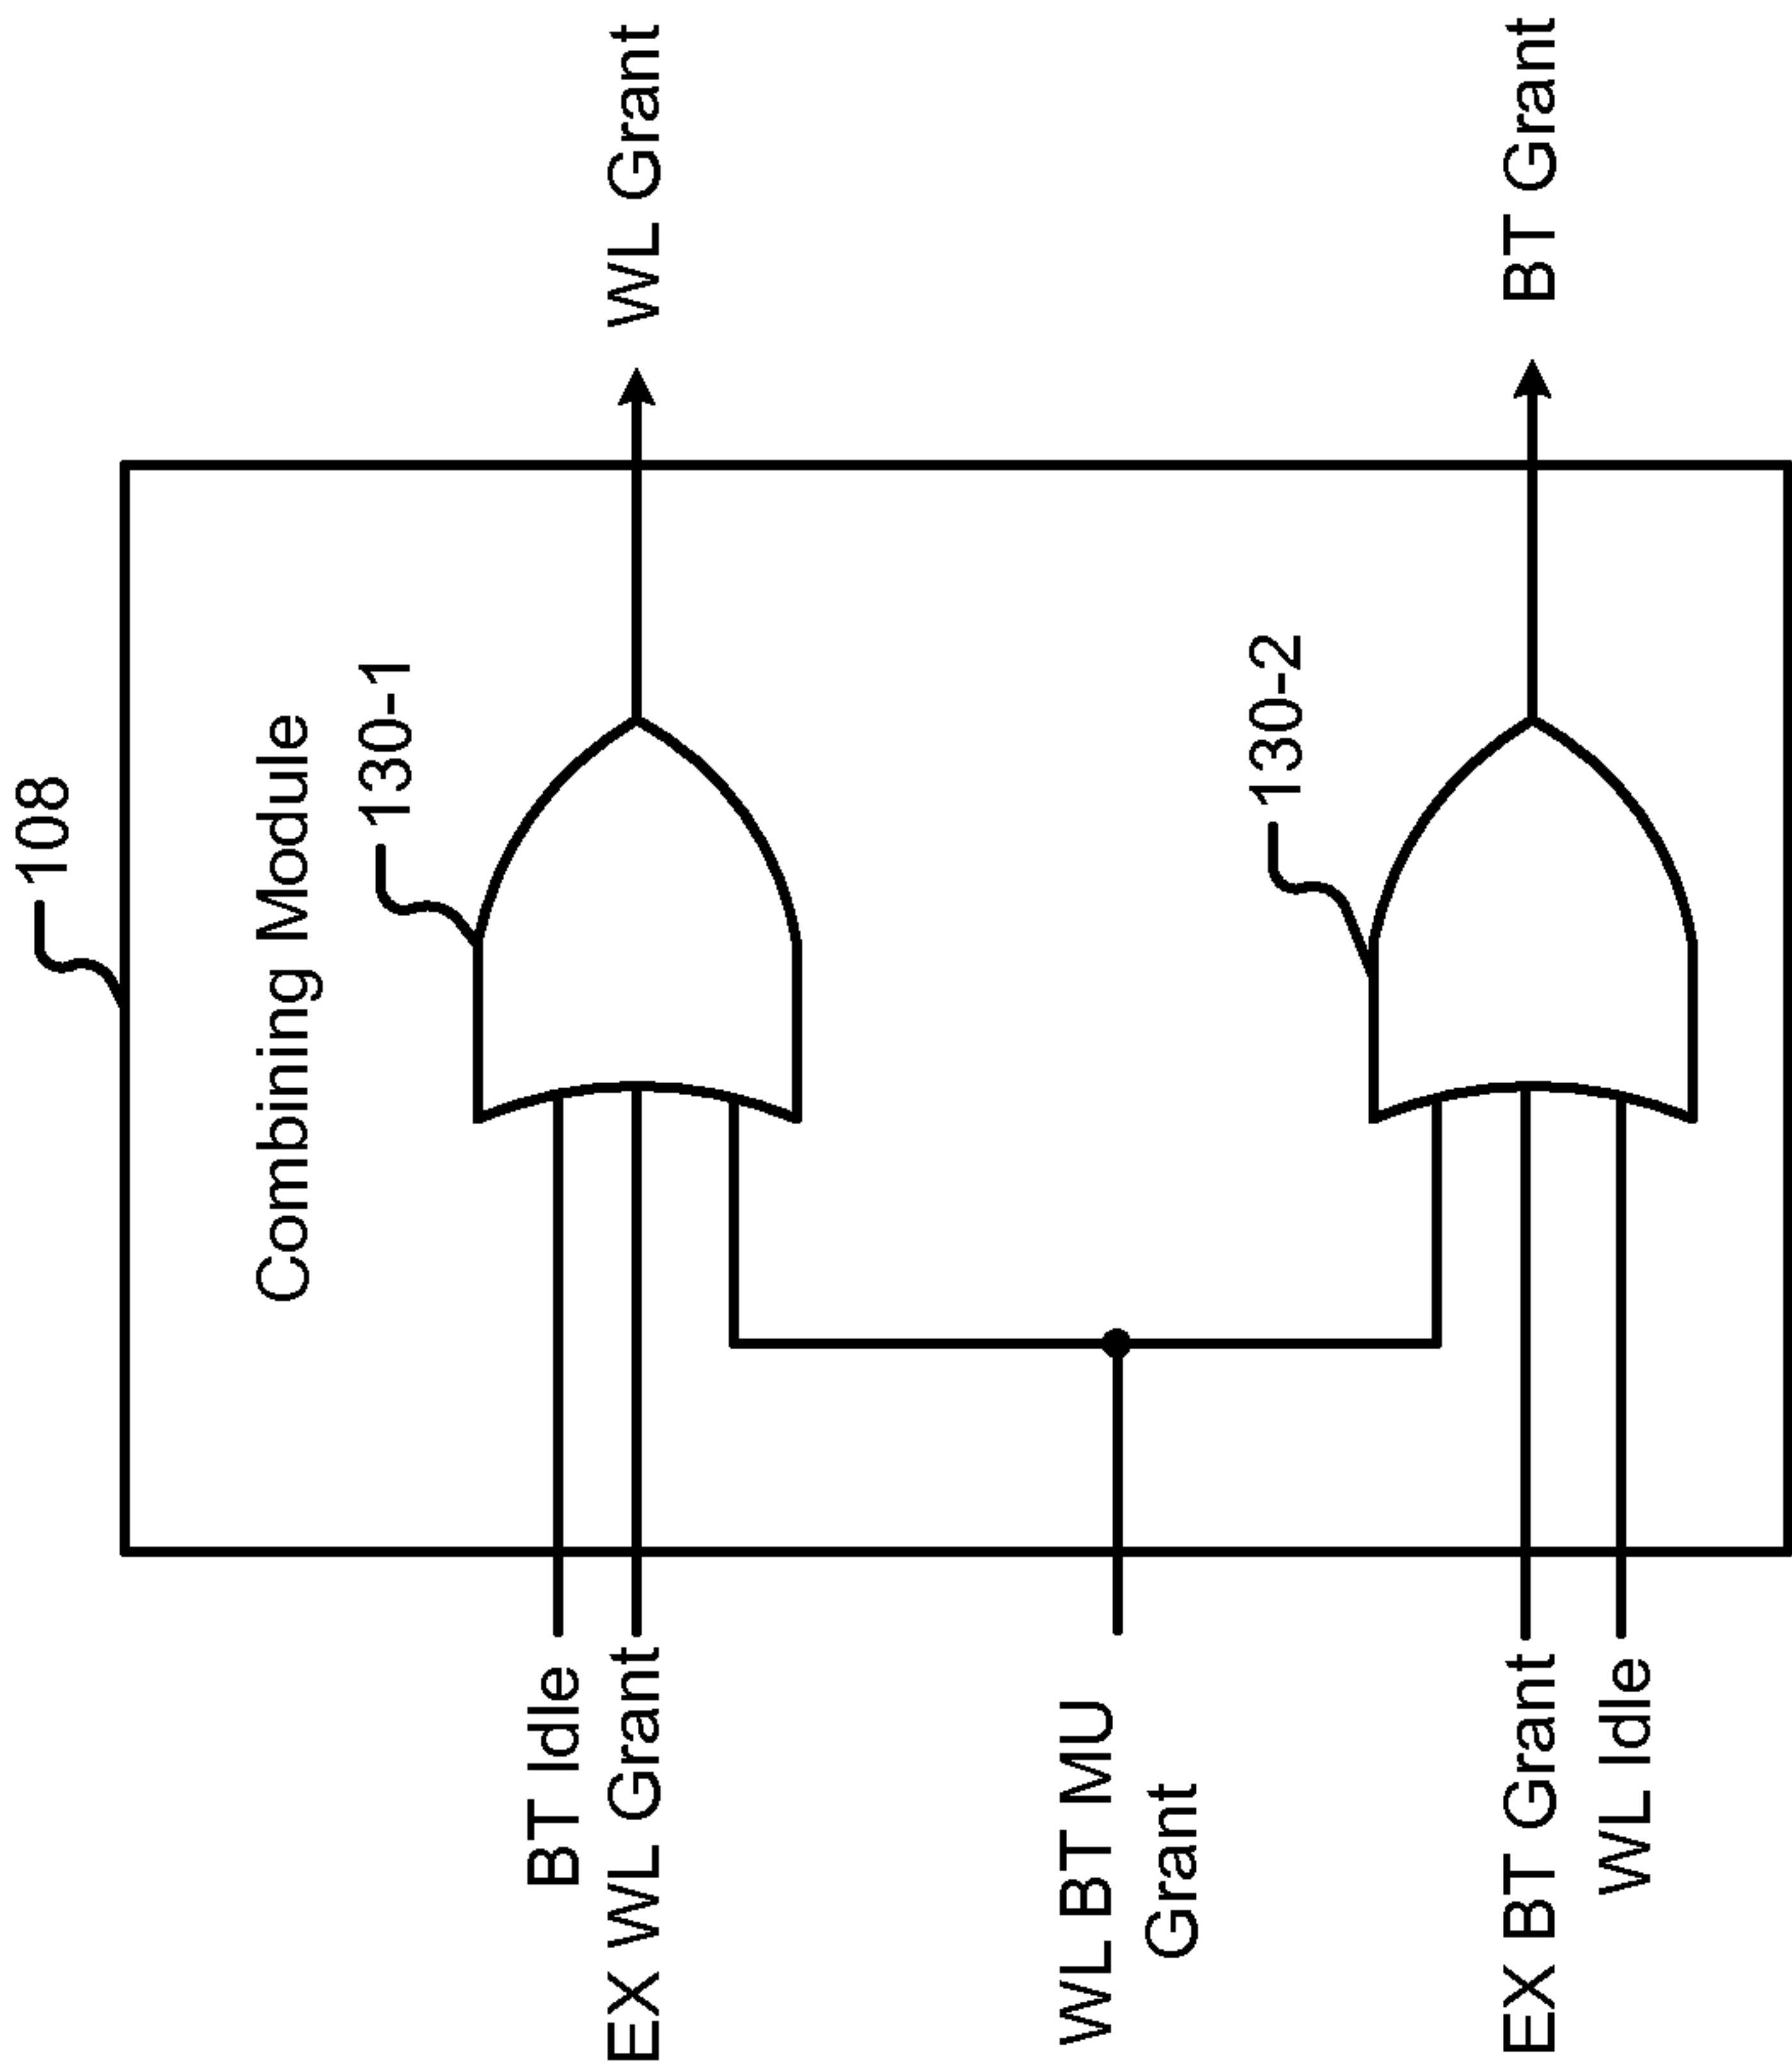 108
Combining Module
130-1
BT Idle
EX WL Grant
WL Grant
WL BT MU
Grant
130-2
EX BT Grant
BT Grant
WL Idle